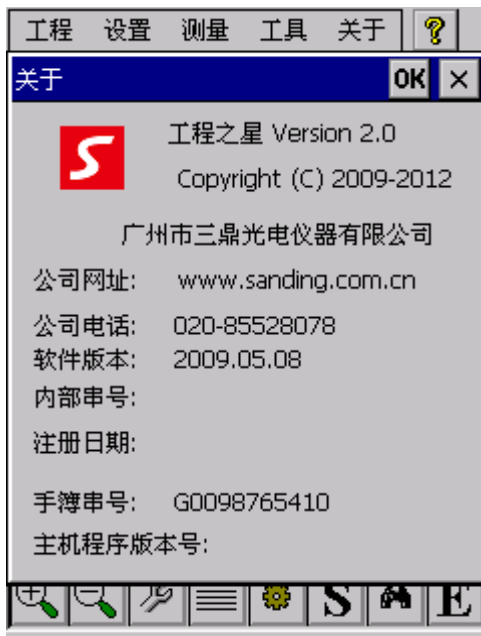 工程 设置 测量 工具 关于
关于 OK ×
工程之星 Version 2.0
Copyright (C) 2009-2012
广州市三鼎光电仪器有限公司
公司网址: www.sanding.com.cn
公司电话: 020-85528078
软件版本: 2009.05.08
内部串号:
注册日期:
手簿串号: G0098765410
主机程序版本号:
S E